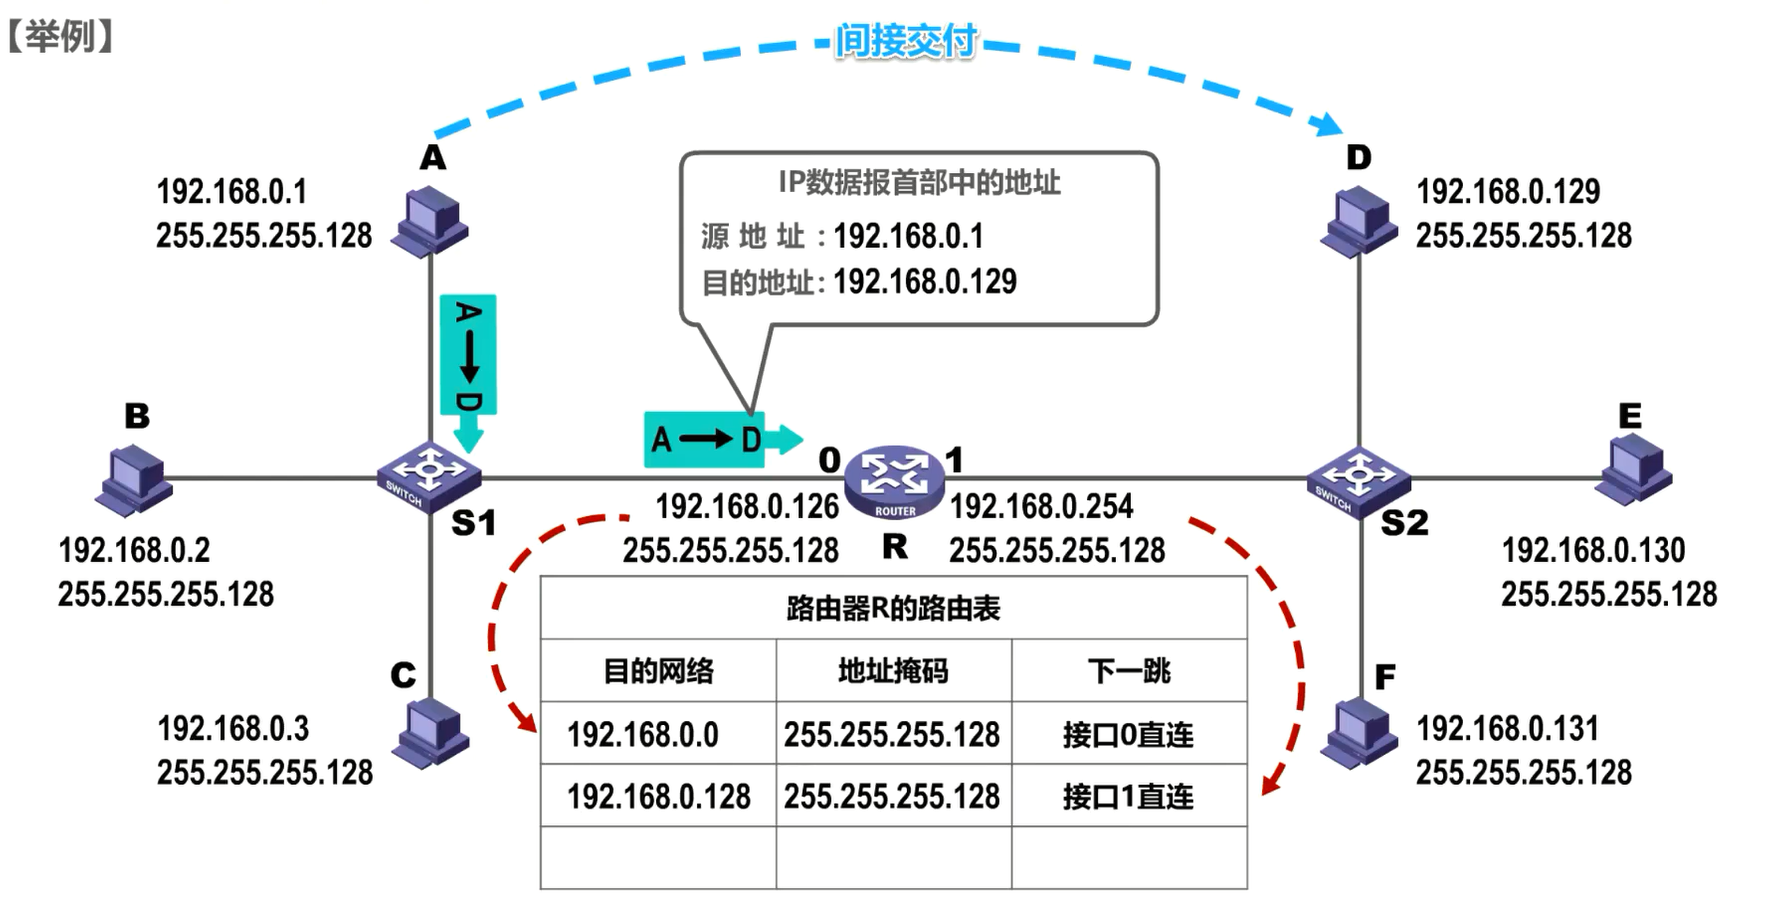 【举例】
间接交付
A
192.168.0.1
255.255.255.128
D
192.168.0.129
255.255.255.128
IP数据报首部中的地址
源地址：192.168.0.1
目的地址：192.168.0.129
A → D
A → D
B
192.168.0.2
255.255.255.128
SWITCH
S1
0
1
ROUTER
R
192.168.0.126
255.255.255.128
192.168.0.254
255.255.255.128
SWITCH
S2
E
192.168.0.130
255.255.255.128
C
192.168.0.3
255.255.255.128
F
192.168.0.131
255.255.255.128
路由器R的路由表
目的网络 地址掩码 下一跳
192.168.0.0 255.255.255.128 接口0直连
192.168.0.128 255.255.255.128 接口1直连